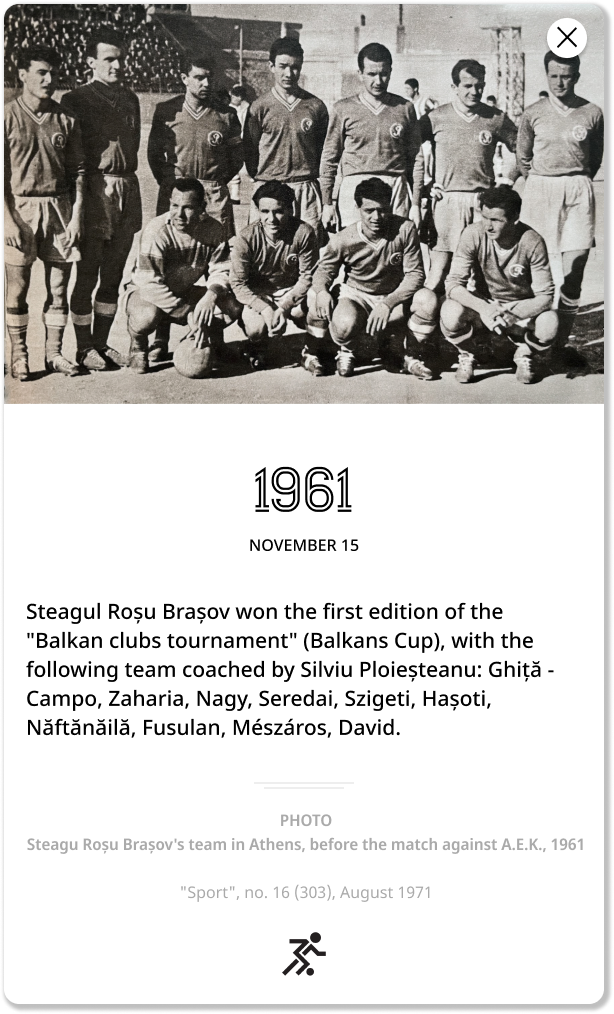 1961
NOVEMBER 15
Steagul Roșu Brașov won the first edition of the
"Balkan clubs tournament" (Balkans Cup), with the
following team coached by Silviu Ploieșteanu: Ghiță -
Campo, Zaharia, Nagy, Seredai, Szigeti, Hașoti,
Năftănăilă, Fusulan, Mészáros, David.
PHOTO
Steagu Roșu Brașov's team in Athens, before the match against A.E.K., 1961
"Sport", no. 16 (303), August 1971